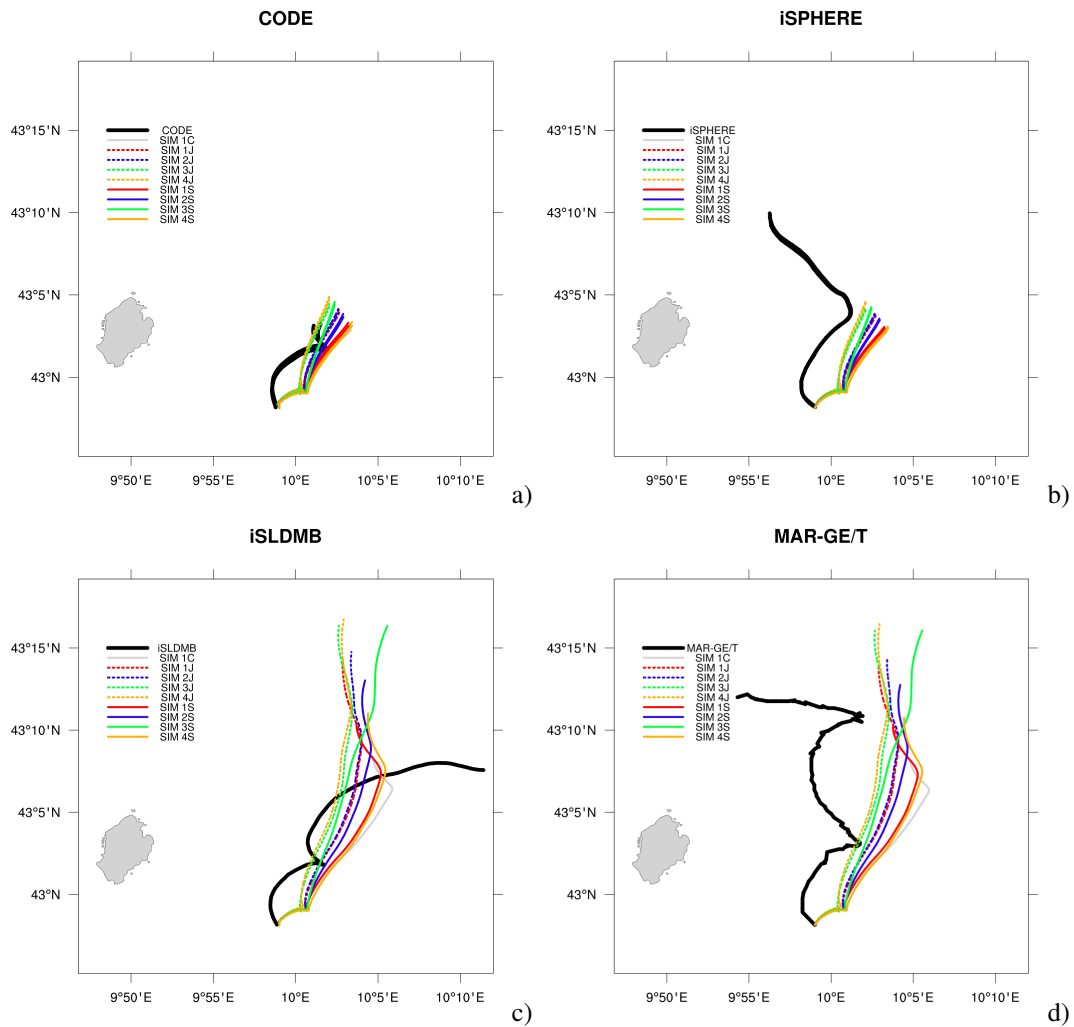 CODE
43°15'N
43°10'N
43°5'N
43°N
CODE
SIM 1C
SIM 1J
SIM 2J
SIM 3J
SIM 4J
SIM 1S
SIM 2S
SIM 3S
SIM 4S
9°50'E 9°55'E 10°E 10°5'E 10°10'E
a)
iSPHERE
43°15'N
43°10'N
43°5'N
43°N
iSPHERE
SIM 1C
SIM 1J
SIM 2J
SIM 3J
SIM 4J
SIM 1S
SIM 2S
SIM 3S
SIM 4S
9°50'E 9°55'E 10°E 10°5'E 10°10'E
b)
iSLDMB
43°15'N
43°10'N
43°5'N
43°N
iSLDMB
SIM 1C
SIM 1J
SIM 2J
SIM 3J
SIM 4J
SIM 1S
SIM 2S
SIM 3S
SIM 4S
9°50'E 9°55'E 10°E 10°5'E 10°10'E
c)
MAR-GE/T
43°15'N
43°10'N
43°5'N
43°N
MAR-GE/T
SIM 1C
SIM 1J
SIM 2J
SIM 3J
SIM 4J
SIM 1S
SIM 2S
SIM 3S
SIM 4S
9°50'E 9°55'E 10°E 10°5'E 10°10'E
d)